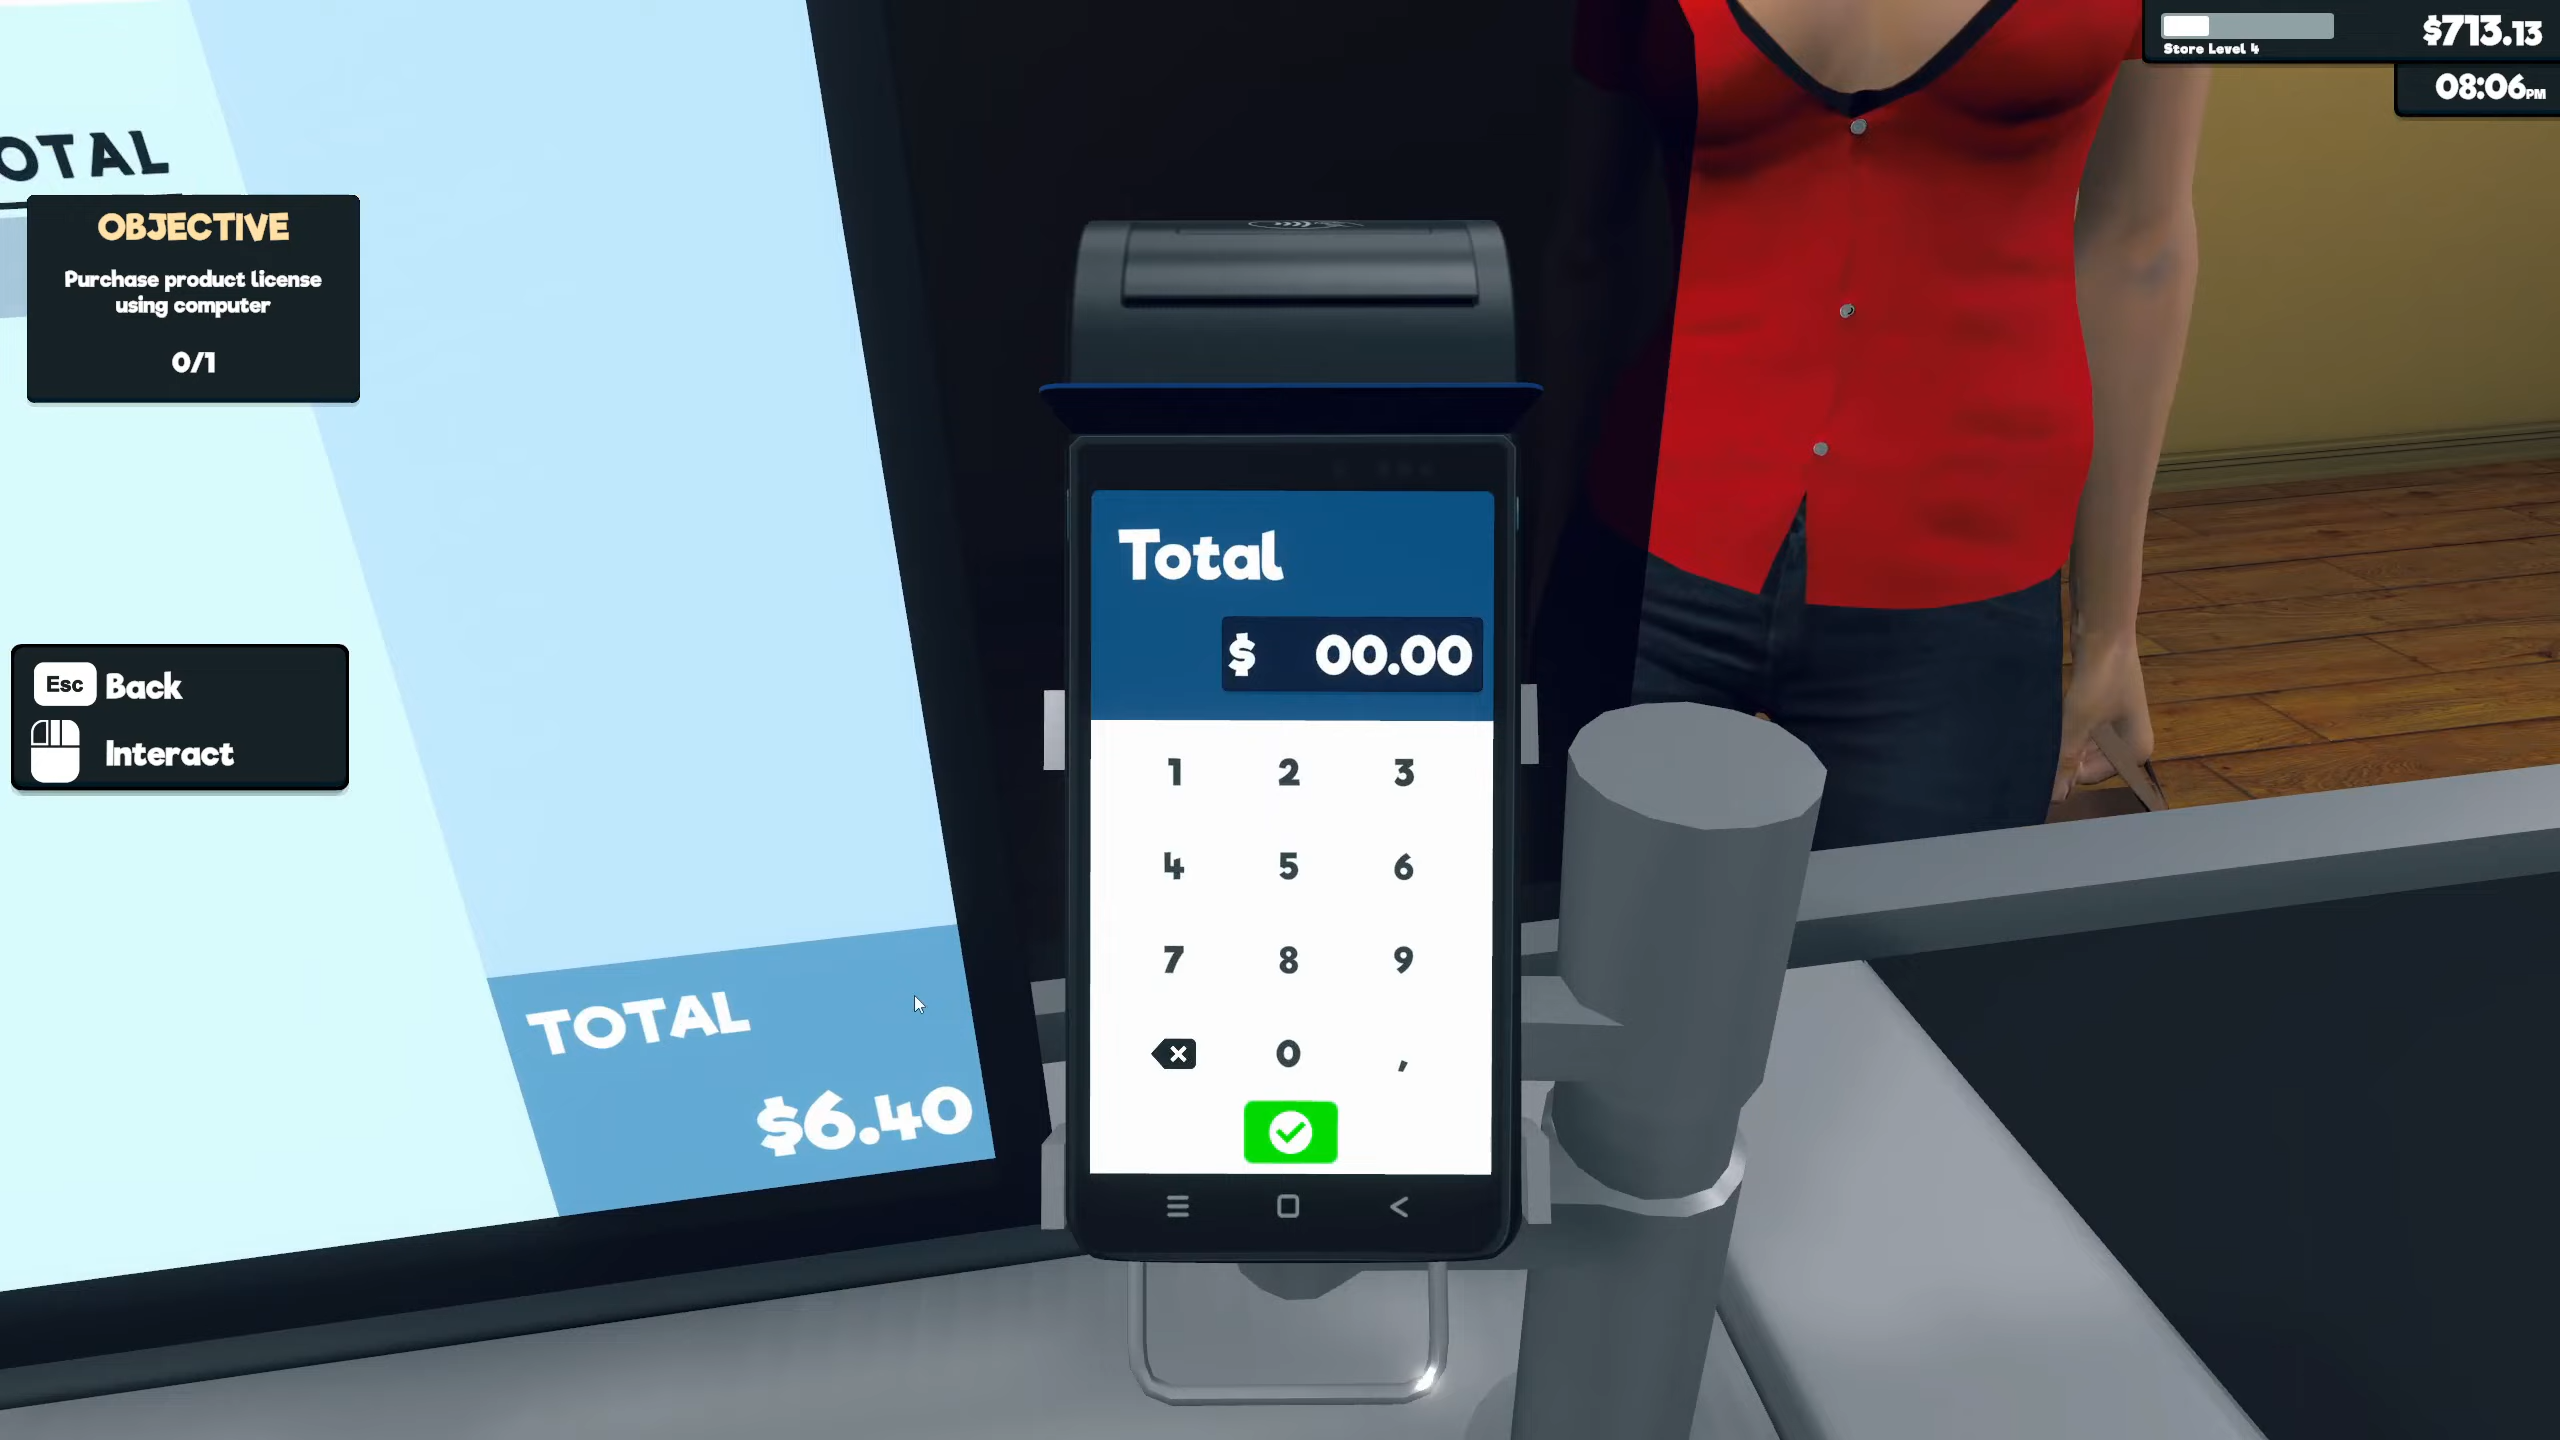 $713.13
Store Level 4
08:06PM
OTAL
OBJECTIVE
Purchase product license
using computer
0/1
Esc Back
Interact
Total
$ 00.00
1 2 3
4 5 6
7 8 9
0 ,
TOTAL
$6.40